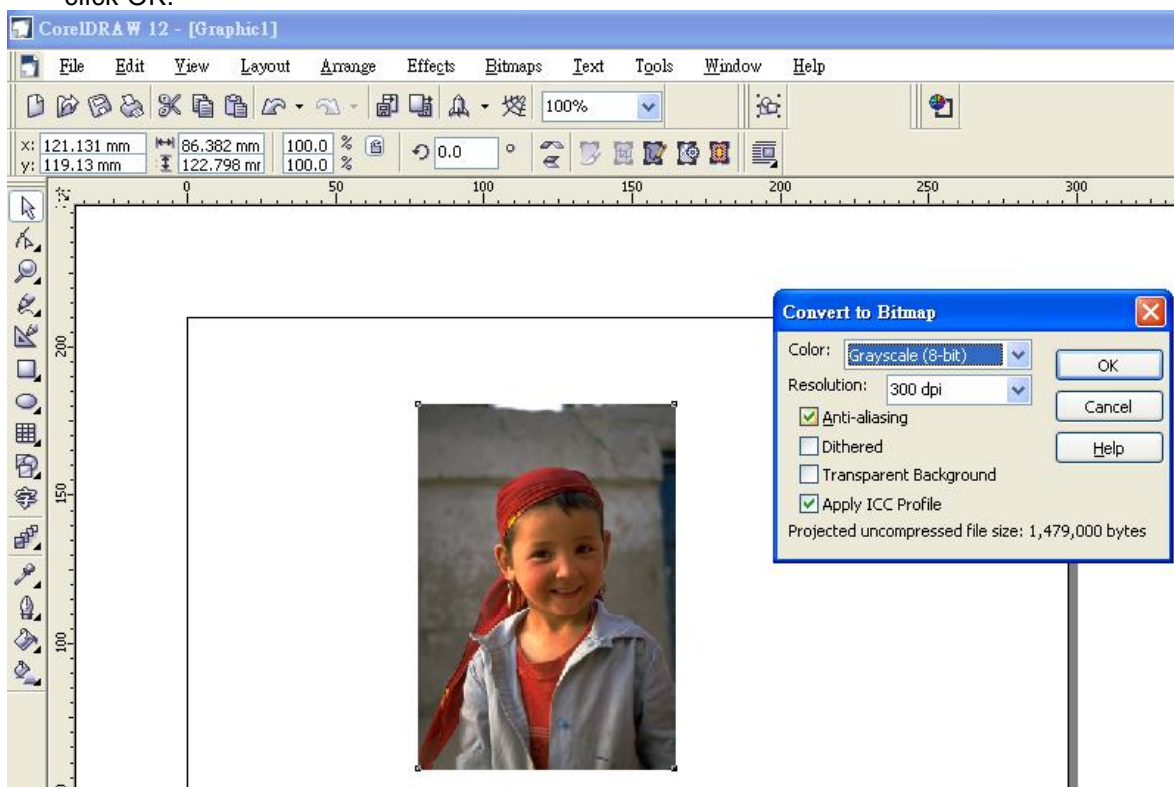 click OK.
CorelDRAW 12 - [Graphic1]
File Edit View Layout Arrange Effects Bitmaps Text Tools Window Help
100%
x: 121.131 mm 86.382 mm 100.0 % 0.0 °
y: 119.13 mm 122.798 mm 100.0 %
0 50 100 150 200 250 300
200
150
100
字
Convert to Bitmap
Color: Grayscale (8-bit) OK
Resolution: 300 dpi Cancel
Anti-aliasing
Dithered Help
Transparent Background
Apply ICC Profile
Projected uncompressed file size: 1,479,000 bytes